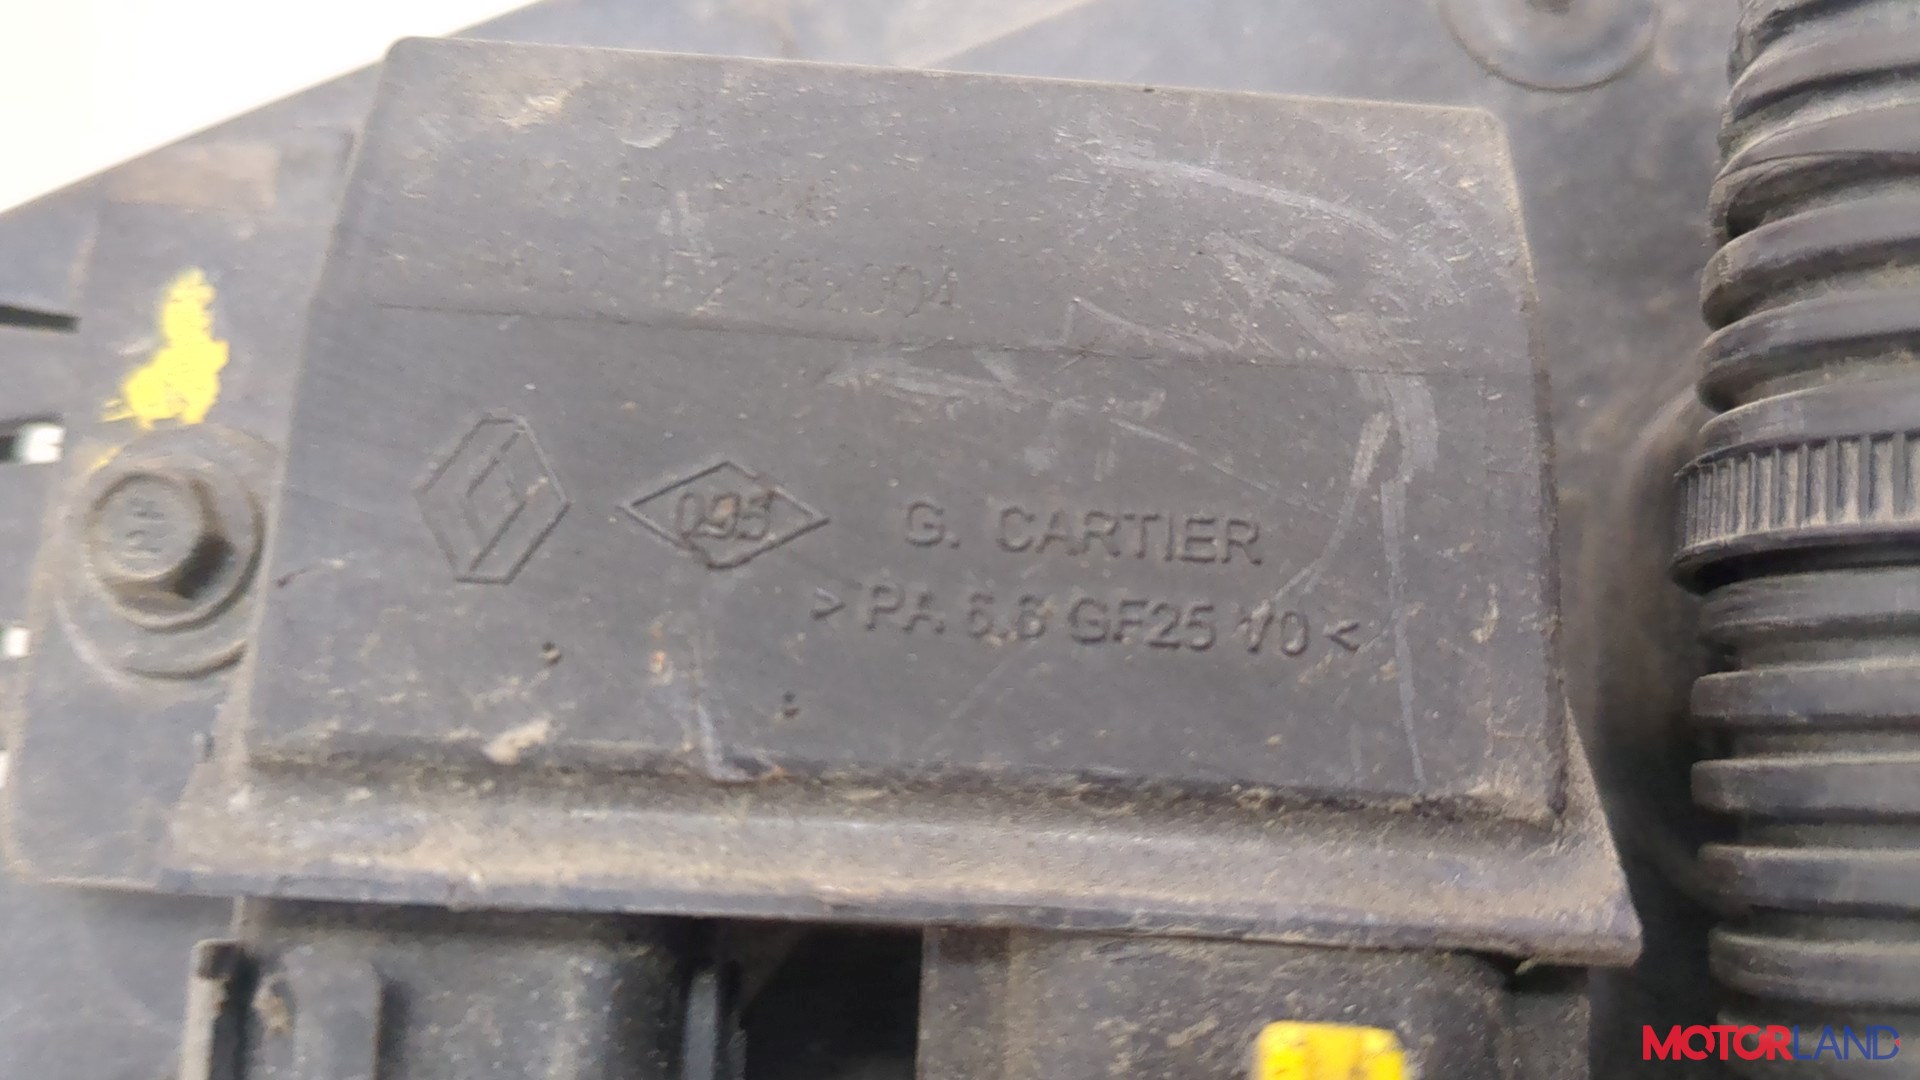 095
G. CARTIER
>PA 6.6 GF25 V0<
MOTORLAND